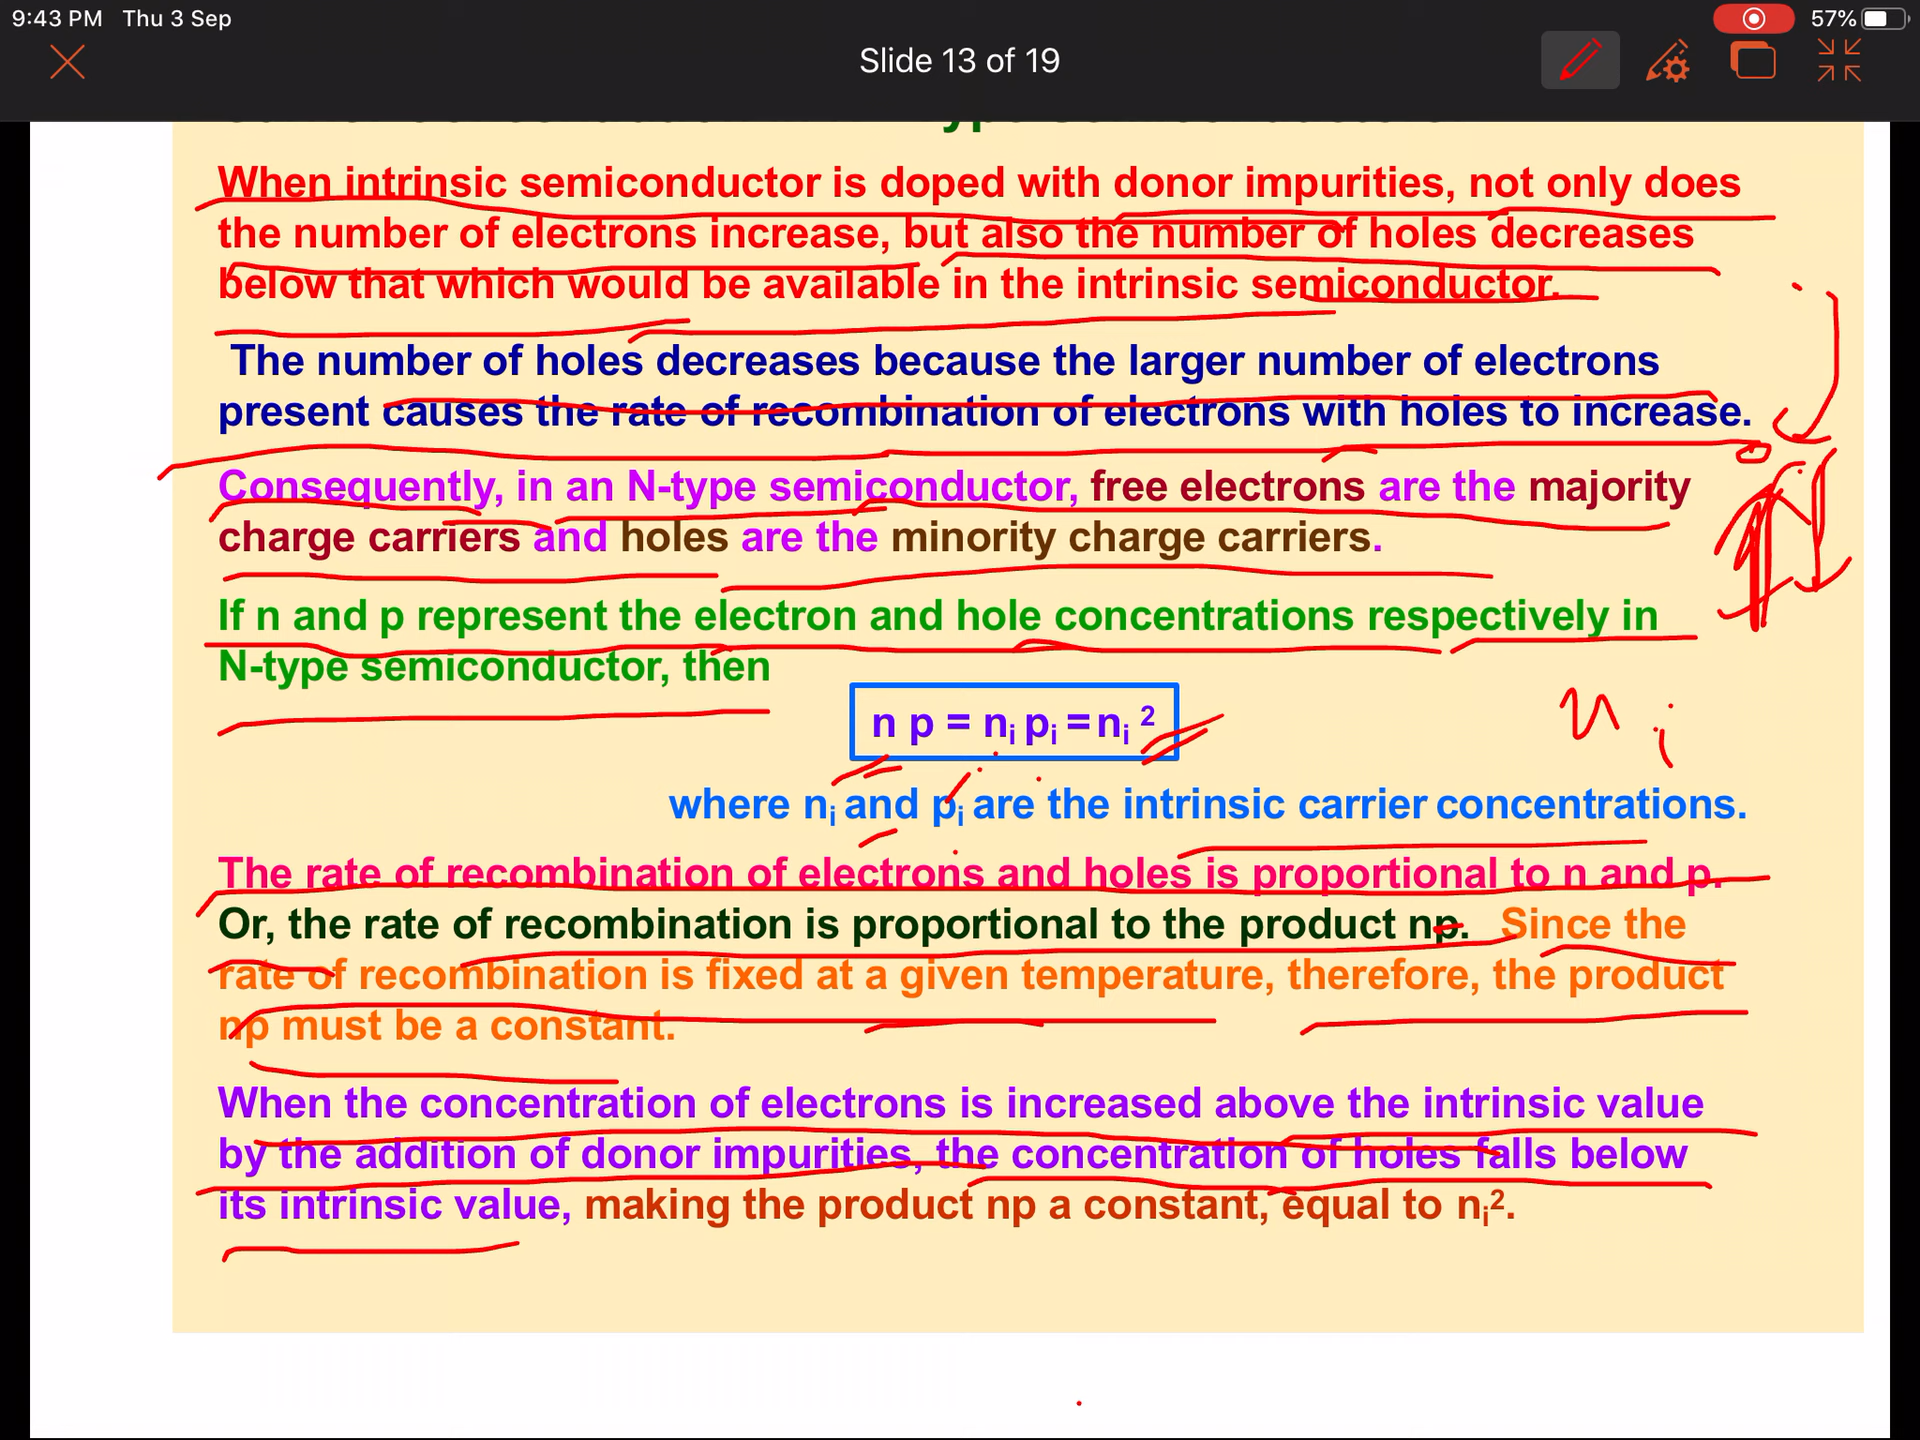 9:43 PM Thu 3 Sep
57%
Slide 13 of 19
When intrinsic semiconductor is doped with donor impurities, not only does
the number of electrons increase, but also the number of holes decreases
below that which would be available in the intrinsic semiconductor.
The number of holes decreases because the larger number of electrons
present causes the rate of recombination of electrons with holes to increase.
Consequently, in an N-type semiconductor, free electrons are the majority
charge carriers and holes are the minority charge carriers.
If n and p represent the electron and hole concentrations respectively in
N-type semiconductor, then
n p = nᵢ pᵢ = nᵢ ²
n i
where nᵢ and pᵢ are the intrinsic carrier concentrations.
The rate of recombination of electrons and holes is proportional to n and p.
Or, the rate of recombination is proportional to the product np. Since the
rate of recombination is fixed at a given temperature, therefore, the product
np must be a constant.
When the concentration of electrons is increased above the intrinsic value
by the addition of donor impurities, the concentration of holes falls below
its intrinsic value, making the product np a constant, equal to nᵢ².